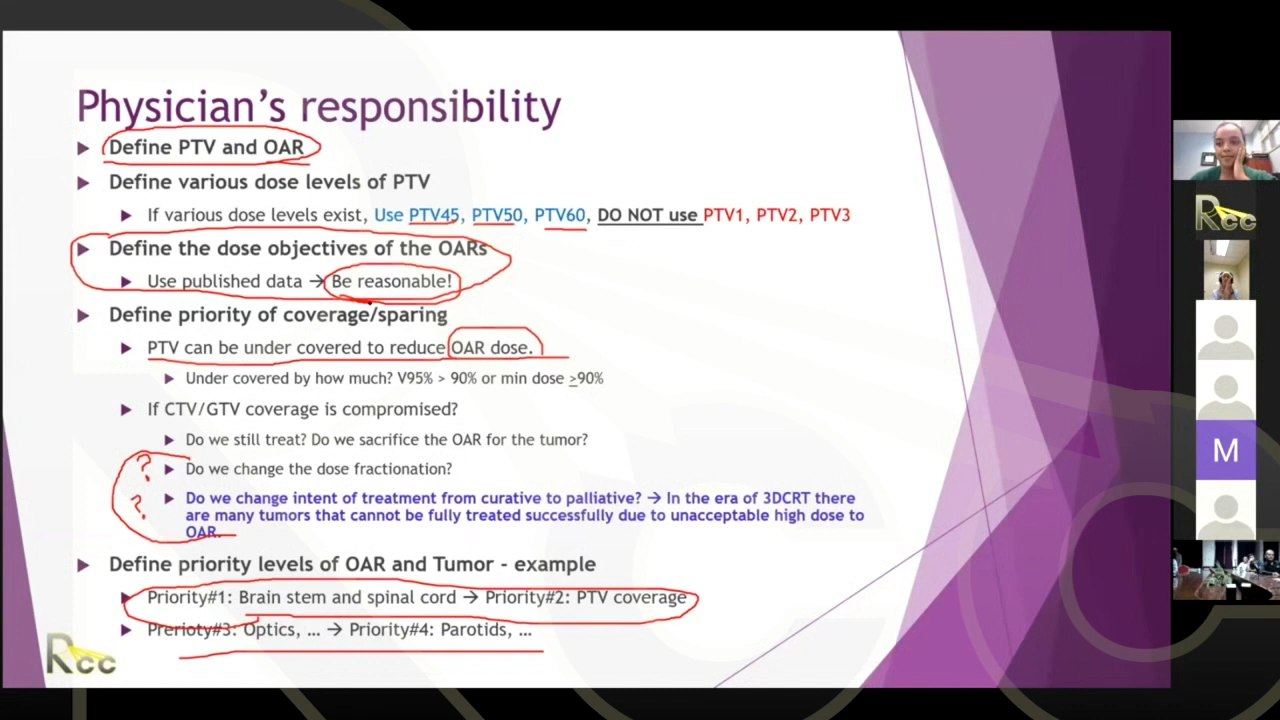 Physician's responsibility
Define PTV and OAR
Define various dose levels of PTV
If various dose levels exist, Use PTV45, PTV50, PTV60, DO NOT use PTV1, PTV2, PTV3
Define the dose objectives of the OARs
Use published data → Be reasonable!
Define priority of coverage/sparing
PTV can be under covered to reduce OAR dose.
Under covered by how much? V95% > 90% or min dose ≥90%
If CTV/GTV coverage is compromised?
Do we still treat? Do we sacrifice the OAR for the tumor?
? Do we change the dose fractionation?
? Do we change intent of treatment from curative to palliative? → In the era of 3DCRT there
are many tumors that cannot be fully treated successfully due to unacceptable high dose to
OAR.
Define priority levels of OAR and Tumor - example
Priority#1: Brain stem and spinal cord → Priority#2: PTV coverage
Prerioty#3: Optics, ... → Priority#4: Parotids, ...
Rcc
Rcc
M